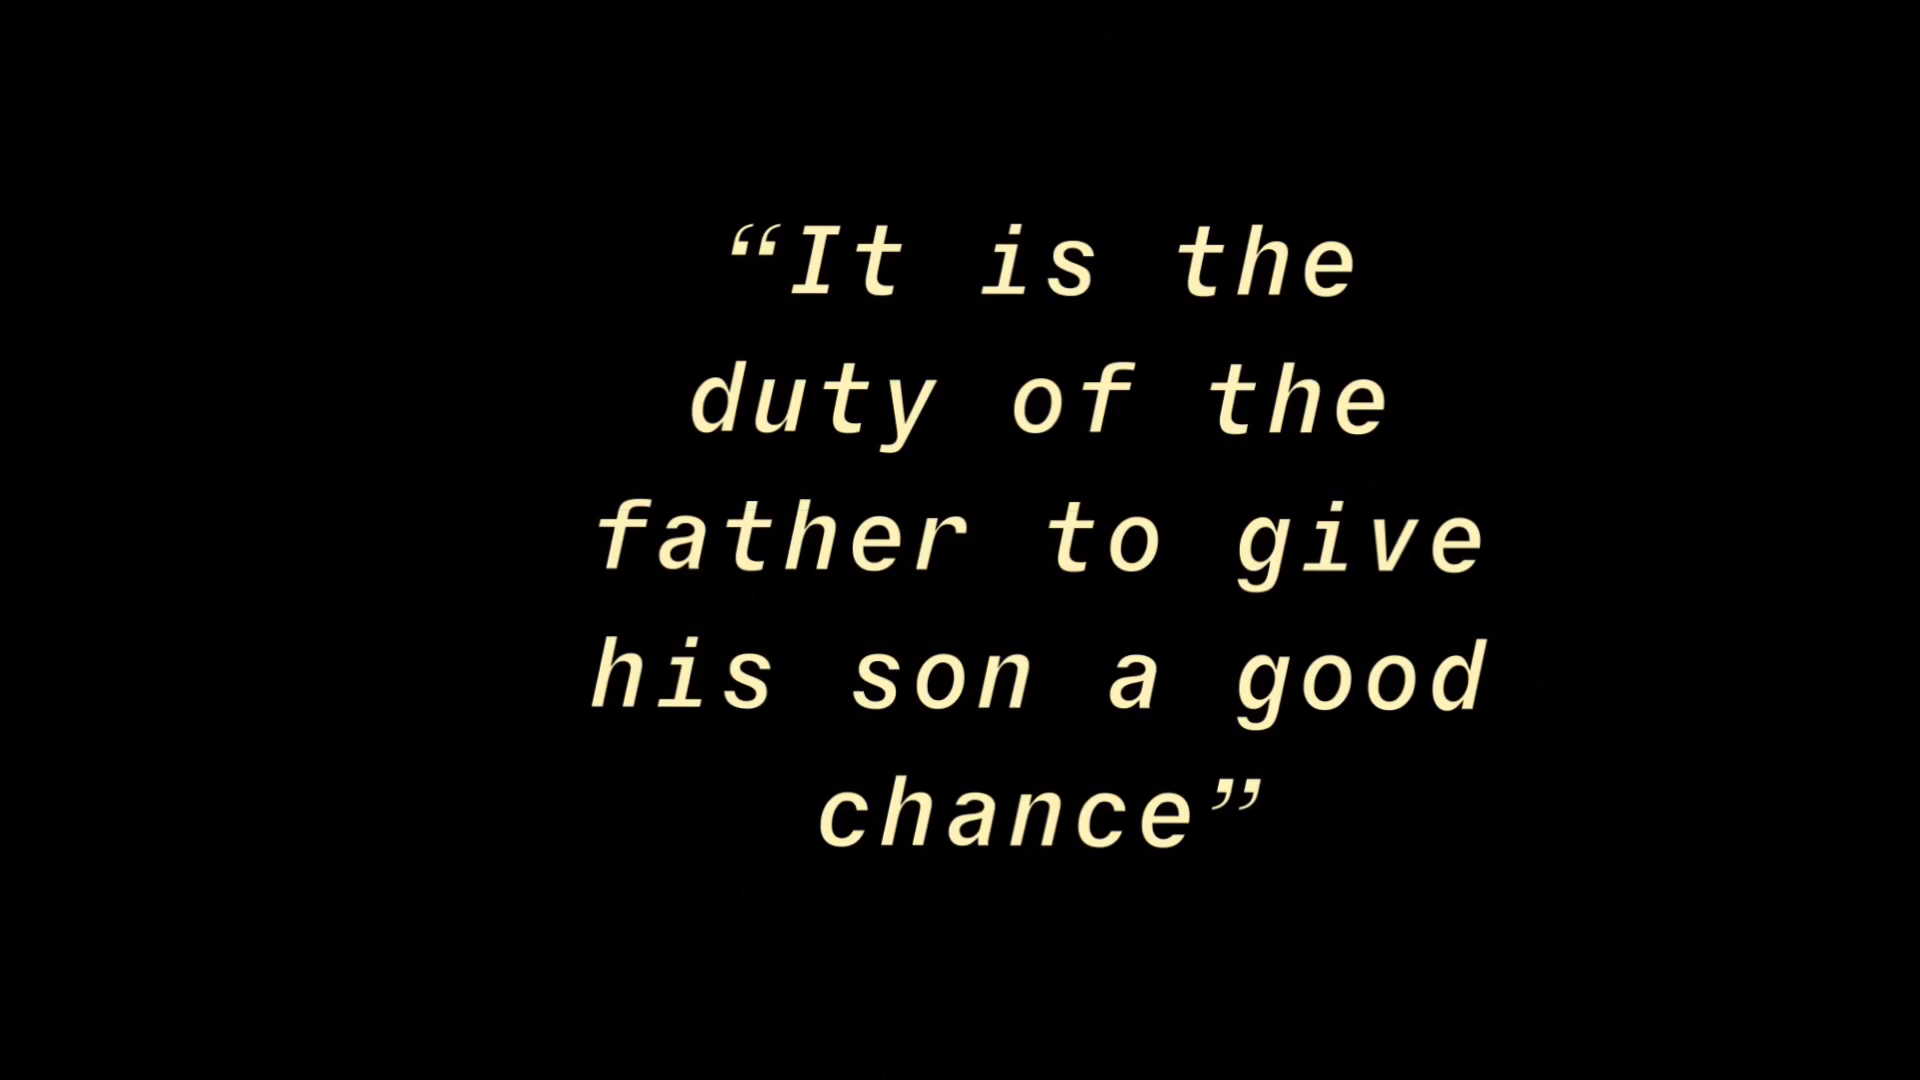 “It is the
duty of the
father to give
his son a good
chance”